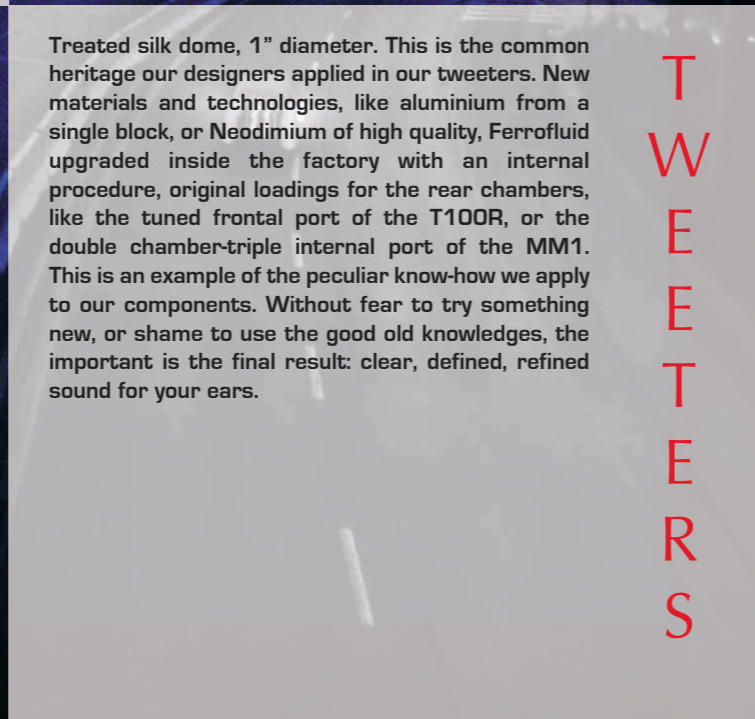 Treated silk dome, 1” diameter. This is the common
heritage our designers applied in our tweeters. New
materials and technologies, like aluminium from a
single block, or Neodimium of high quality, Ferrofluid
upgraded inside the factory with an internal
procedure, original loadings for the rear chambers,
like the tuned frontal port of the T100R, or the
double chamber-triple internal port of the MM1.
This is an example of the peculiar know-how we apply
to our components. Without fear to try something
new, or shame to use the good old knowledges, the
important is the final result: clear, defined, refined
sound for your ears.
T
W
E
E
T
E
R
S